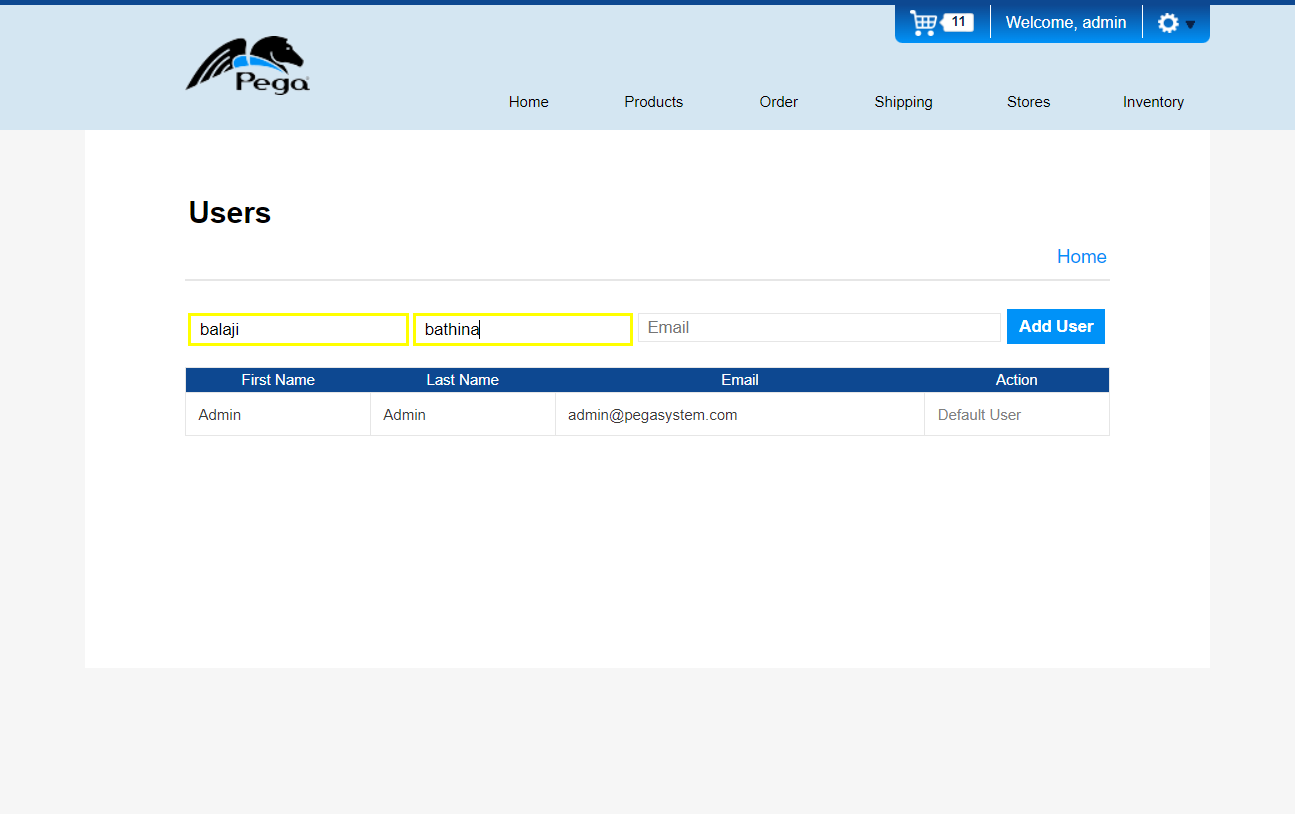 11 Welcome, admin
Pega
Home Products Order Shipping Stores Inventory
Users
Home
balaji bathina Email Add User
First Name Last Name Email Action
Admin Admin admin@pegasystem.com Default User